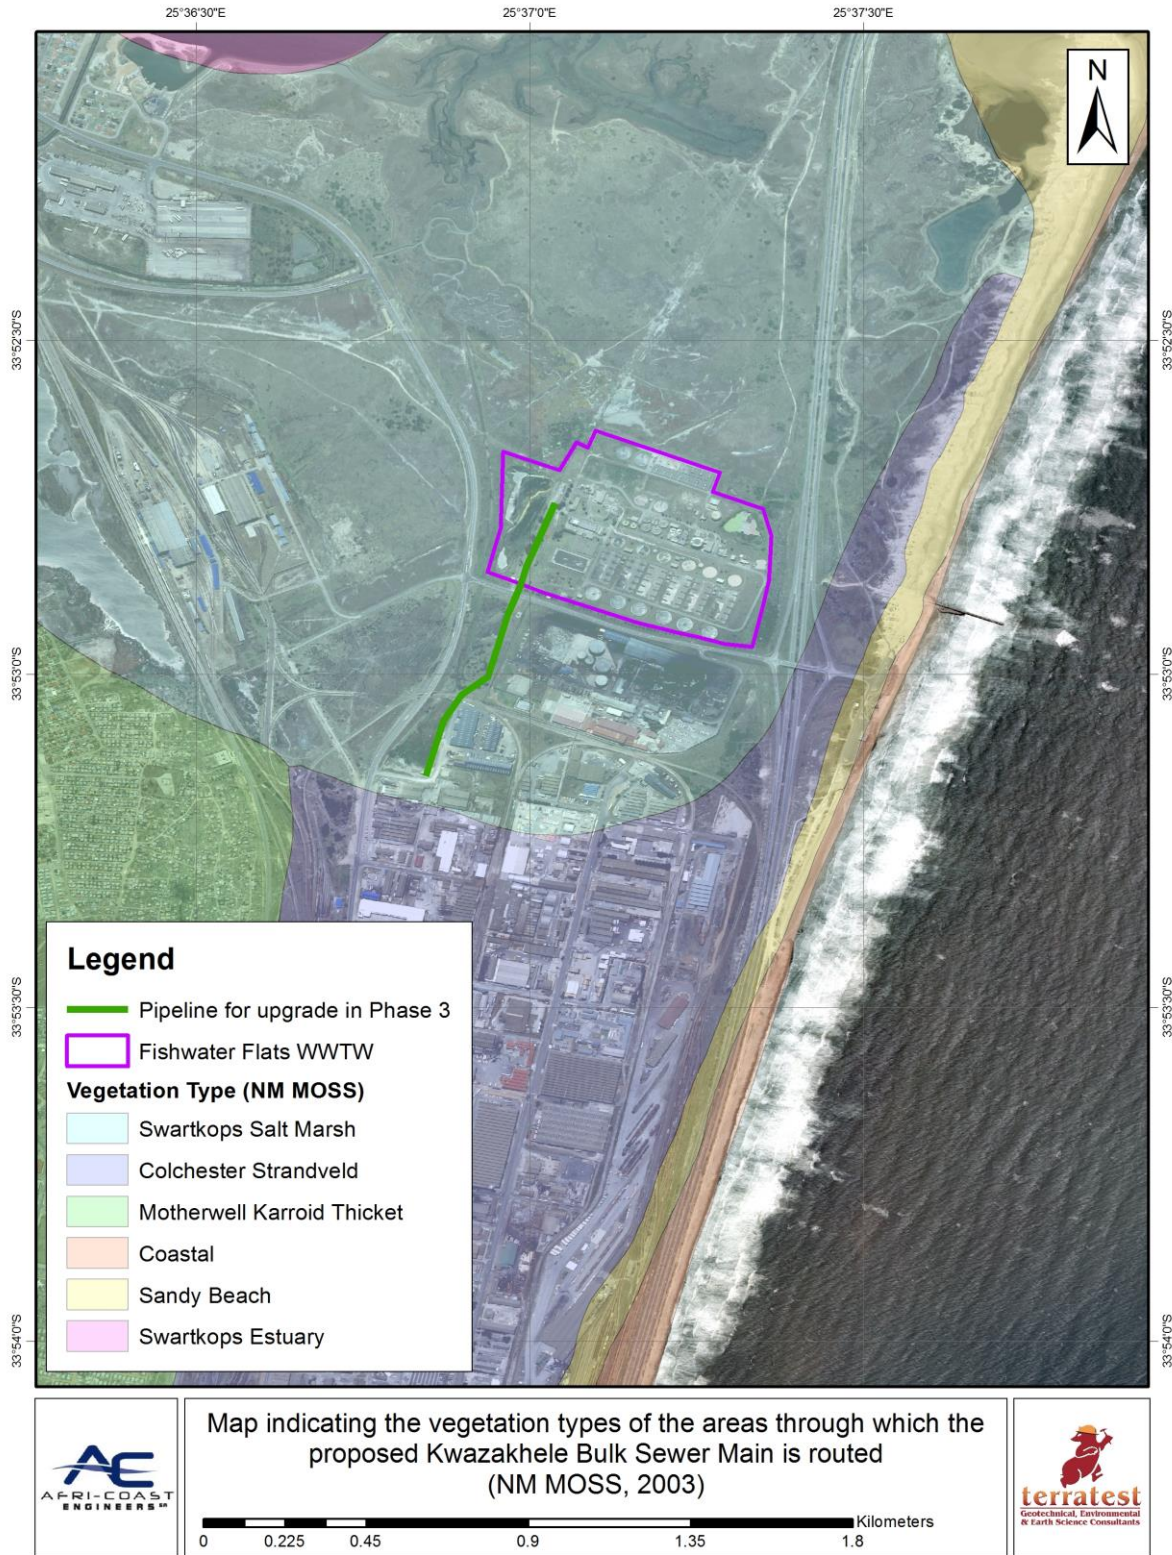 25°36'30"E
25°37'0"E
25°37'30"E
N
33°52'30"S
33°52'30"S
33°53'0"S
33°53'0"S
33°53'30"S
33°53'30"S
33°54'0"S
33°54'0"S
Legend
Pipeline for upgrade in Phase 3
Fishwater Flats WWTW
Vegetation Type (NM MOSS)
Swartkops Salt Marsh
Colchester Strandveld
Motherwell Karroid Thicket
Coastal
Sandy Beach
Swartkops Estuary
AC
AFRI-COAST
ENGINEERS SA
Map indicating the vegetation types of the areas through which the
proposed Kwazakhele Bulk Sewer Main is routed
(NM MOSS, 2003)
Kilometers
0 0.225 0.45 0.9 1.35 1.8
terratest
Geotechnical, Environmental
& Earth Science Consultants